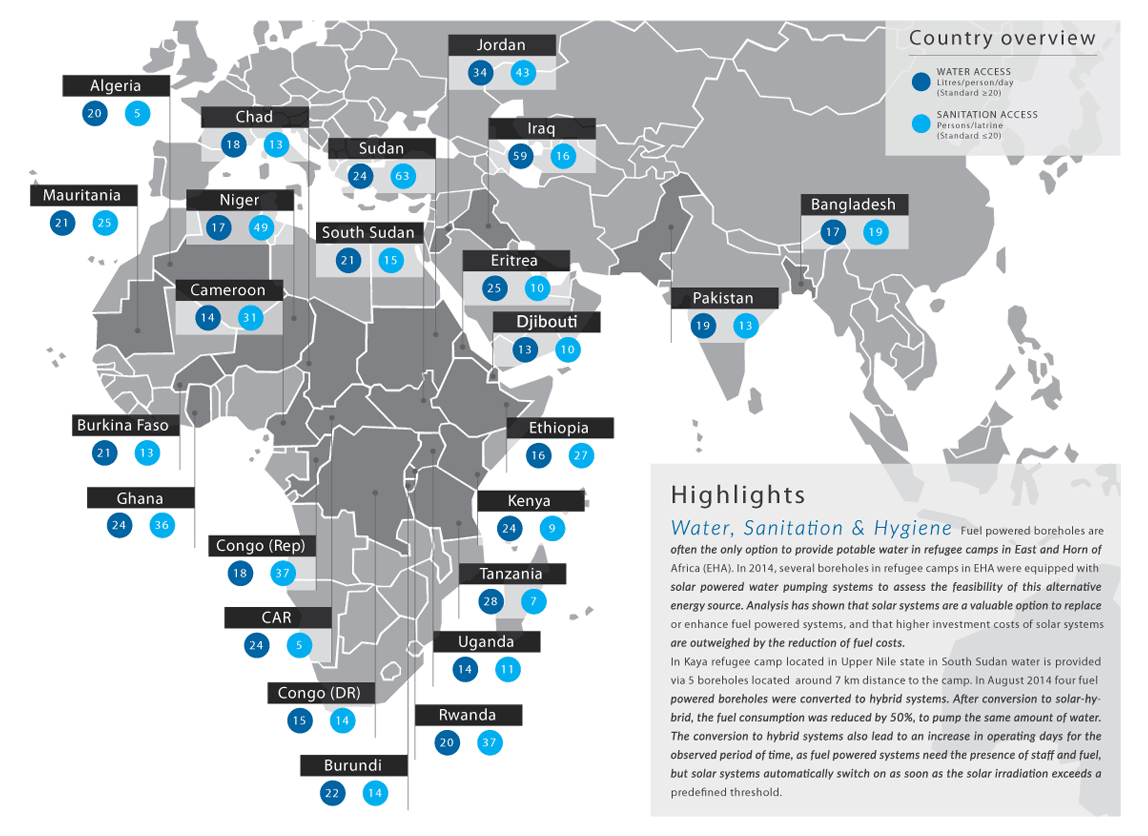 Country overview
WATER ACCESS
Litres/person/day
(Standard ≥20)
SANITATION ACCESS
Persons/latrine
(Standard ≤20)
Jordan
34 43
Algeria
20 5
Chad
18 13
Iraq
59 16
Sudan
24 63
Mauritania
21 25
Niger
17 49
Bangladesh
17 19
South Sudan
21 15
Eritrea
25 10
Cameroon
14 31
Pakistan
19 13
Djibouti
13 10
Burkina Faso
21 13
Ethiopia
16 27
Ghana
24 36
Kenya
24 9
Congo (Rep)
18 37
Tanzania
28 7
CAR
24 5
Uganda
14 11
Congo (DR)
15 14
Rwanda
20 37
Burundi
22 14
Highlights
Water, Sanitation & Hygiene Fuel powered boreholes are
often the only option to provide potable water in refugee camps in East and Horn of
Africa (EHA). In 2014, several boreholes in refugee camps in EHA were equipped with
solar powered water pumping systems to assess the feasibility of this alternative
energy source. Analysis has shown that solar systems are a valuable option to replace
or enhance fuel powered systems, and that higher investment costs of solar systems
are outweighed by the reduction of fuel costs.
In Kaya refugee camp located in Upper Nile state in South Sudan water is provided
via 5 boreholes located around 7 km distance to the camp. In August 2014 four fuel
powered boreholes were converted to hybrid systems. After conversion to solar-hy-
brid, the fuel consumption was reduced by 50%, to pump the same amount of water.
The conversion to hybrid systems also lead to an increase in operating days for the
observed period of time, as fuel powered systems need the presence of staff and fuel,
but solar systems automatically switch on as soon as the solar irradiation exceeds a
predefined threshold.